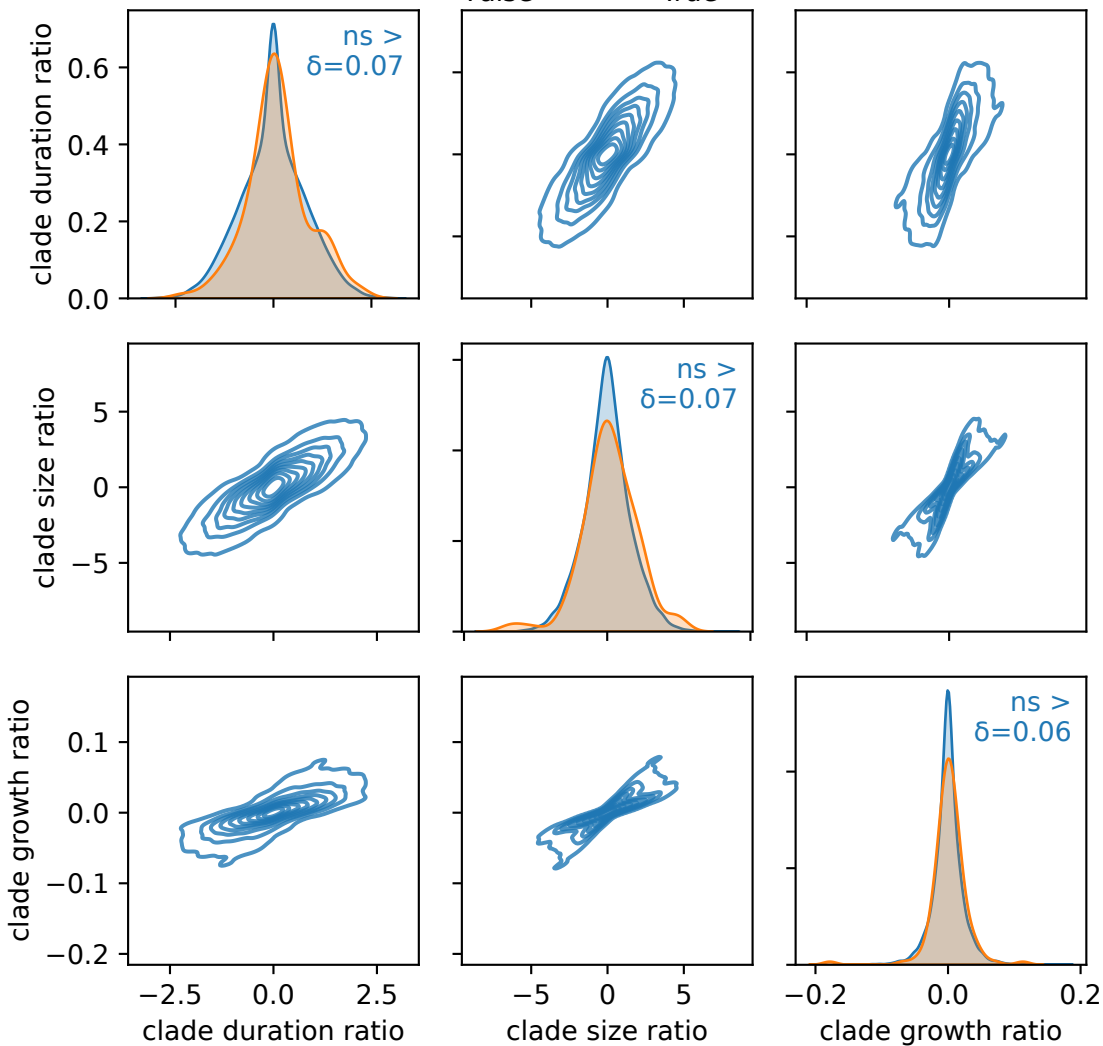 clade duration ratio
0.6
0.4
0.2
0.0
ns >
δ=0.07
clade size ratio
5
0
−5
ns >
δ=0.07
clade growth ratio
0.1
0.0
−0.1
−0.2
ns >
δ=0.06
−2.5 0.0 2.5
−5 0 5
−0.2 0.0 0.2
clade duration ratio
clade size ratio
clade growth ratio